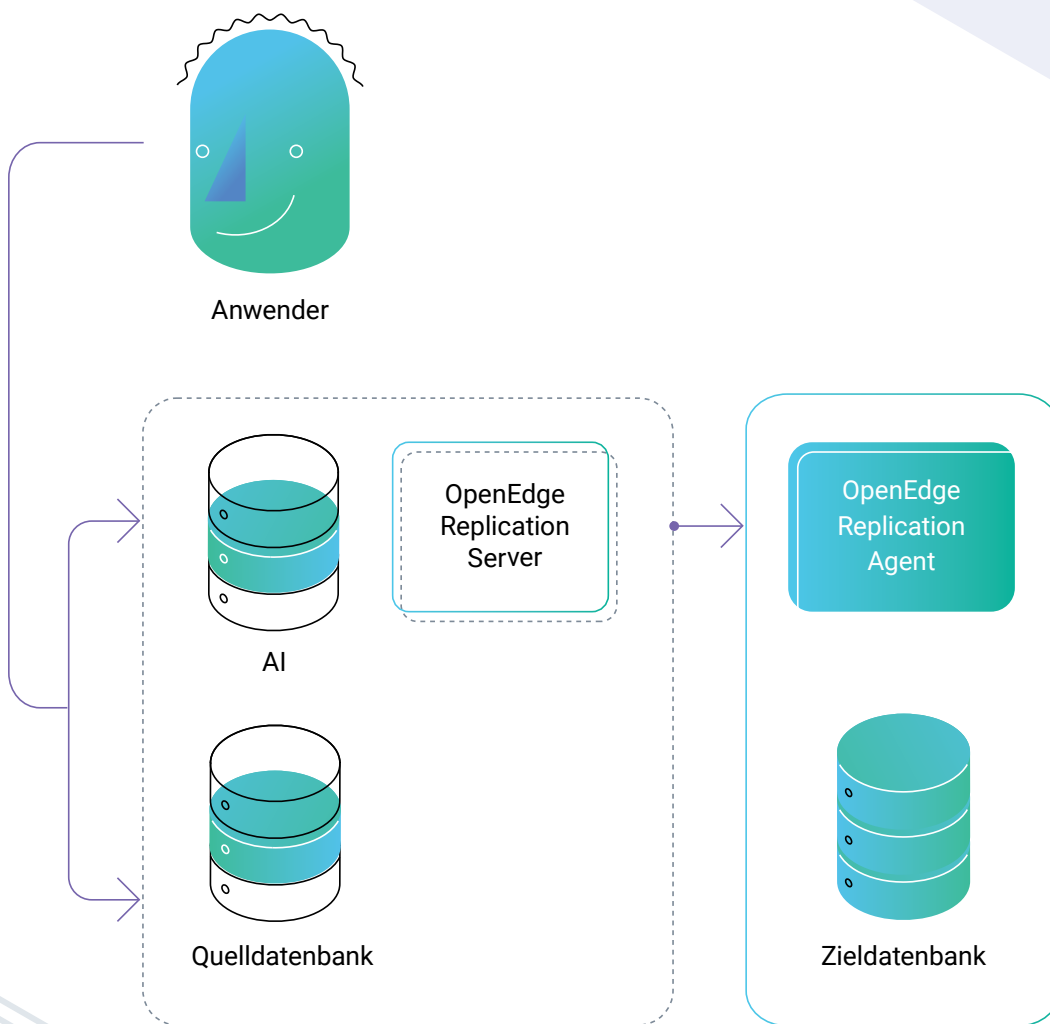 Anwender
OpenEdge
Replication
Server
AI
Quelldatenbank
OpenEdge
Replication
Agent
Zieldatenbank